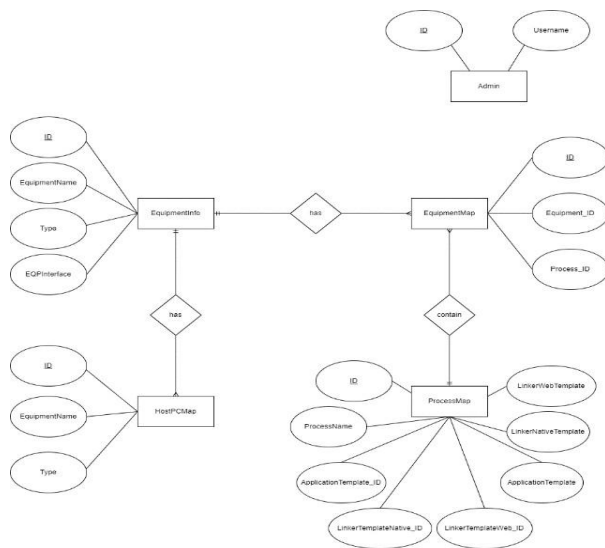 ID
Username
Admin
ID
EquipmentName
Type
EQPInterface
EquipmentInfo
has
EquipmentMap
ID
Equipment_ID
Process_ID
has
contain
ID
EquipmentName
Type
HostPCMap
ID
ProcessName
ApplicationTemplate_ID
LinkerTemplateNative_ID
LinkerTemplateWeb_ID
ApplicationTemplate
LinkerNativeTemplate
LinkerWebTemplate
ProcessMap